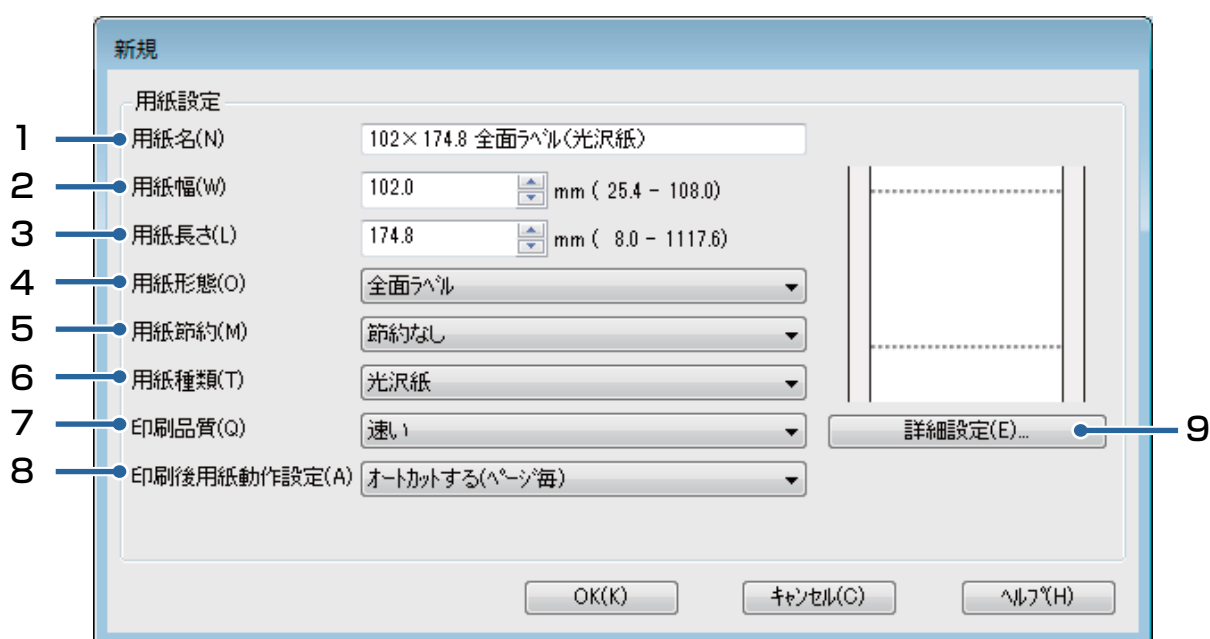 新規
用紙設定
1 用紙名(N) 102×174.8 全面ﾗﾍﾞﾙ(光沢紙)
2 用紙幅(W) 102.0 mm ( 25.4 - 108.0)
3 用紙長さ(L) 174.8 mm ( 8.0 - 1117.6)
4 用紙形態(O) 全面ﾗﾍﾞﾙ
5 用紙節約(M) 節約なし
6 用紙種類(T) 光沢紙
7 印刷品質(Q) 速い 詳細設定(E)... 9
8 印刷後用紙動作設定(A) ｵｰﾄｶｯﾄする(ﾍﾟｰｼﾞ毎)
OK(K) ｷｬﾝｾﾙ(C) ﾍﾙﾌﾟ(H)